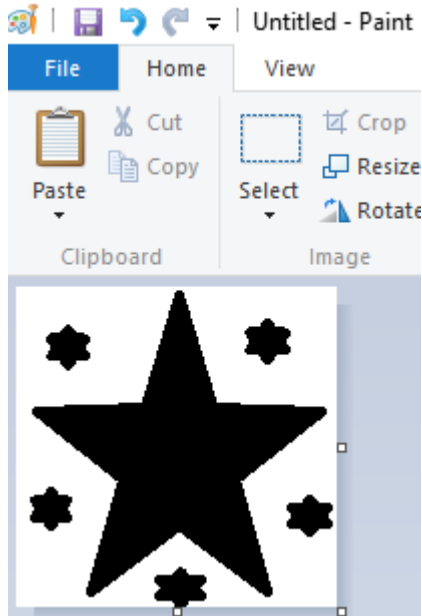 Untitled - Paint
File Home View
Cut
Copy
Paste
Clipboard
Crop
Resize
Select
Rotate
Image